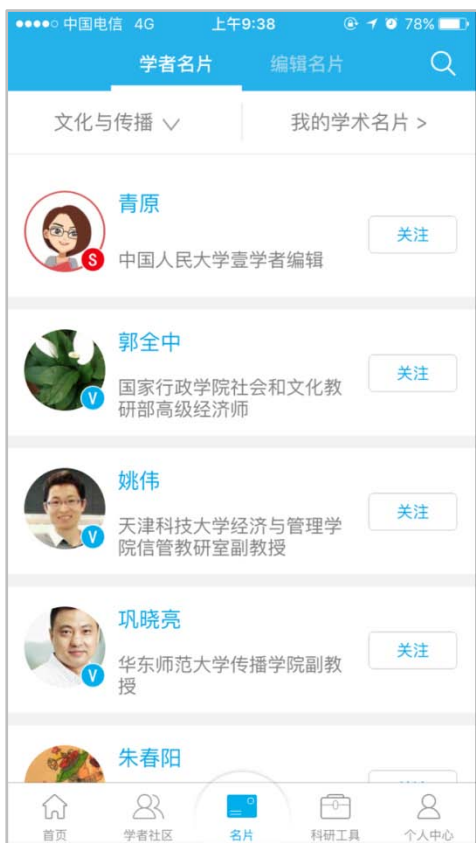 中国电信 4G 上午9:38 78%
学者名片 编辑名片
文化与传播 我的学术名片 >
青原
关注
中国人民大学壹学者编辑
S
郭全中
关注
国家行政学院社会和文化教
研部高级经济师
V
姚伟
关注
天津科技大学经济与管理学
院信管教研室副教授
V
巩晓亮
关注
华东师范大学传播学院副教
授
V
朱春阳
首页 学者社区 名片 科研工具 个人中心